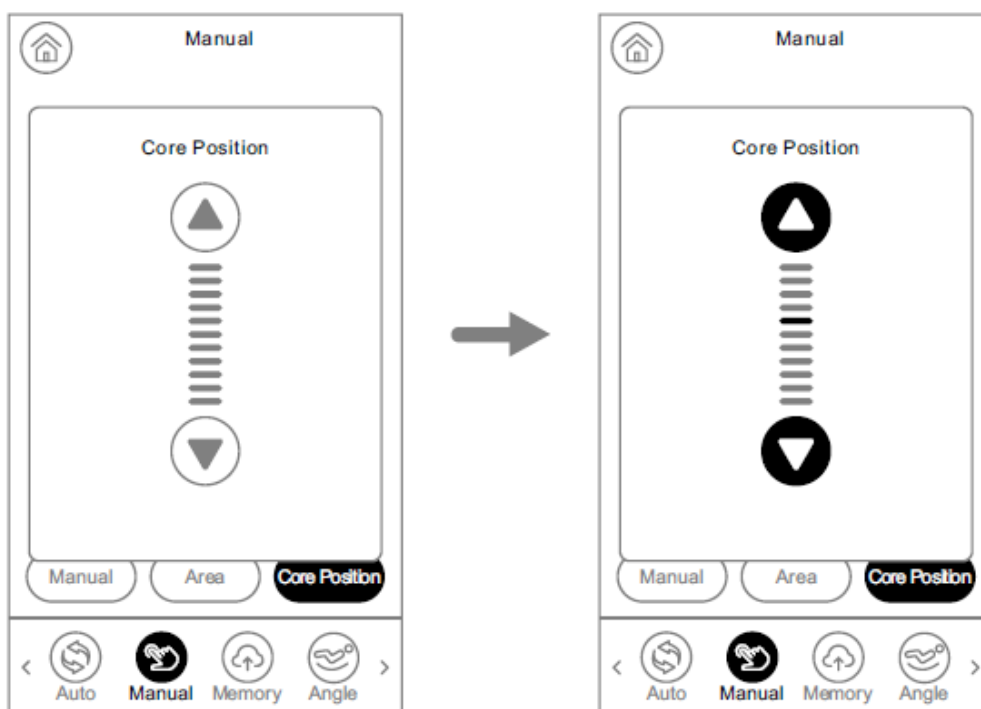 Manual
Core Position
Manual Area Core Position
Auto Manual Memory Angle
Manual
Core Position
Manual Area Core Position
Auto Manual Memory Angle